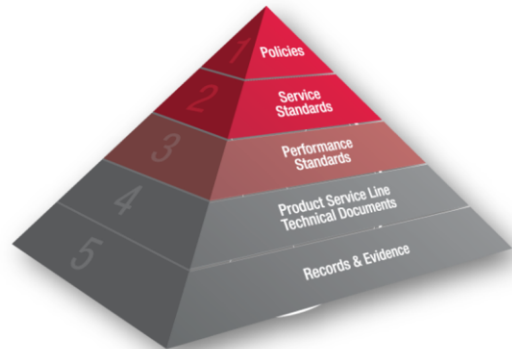 1
Policies
2
Service
Standards
3
Performance
Standards
4
Product Service Line
Technical Documents
5
Records & Evidence